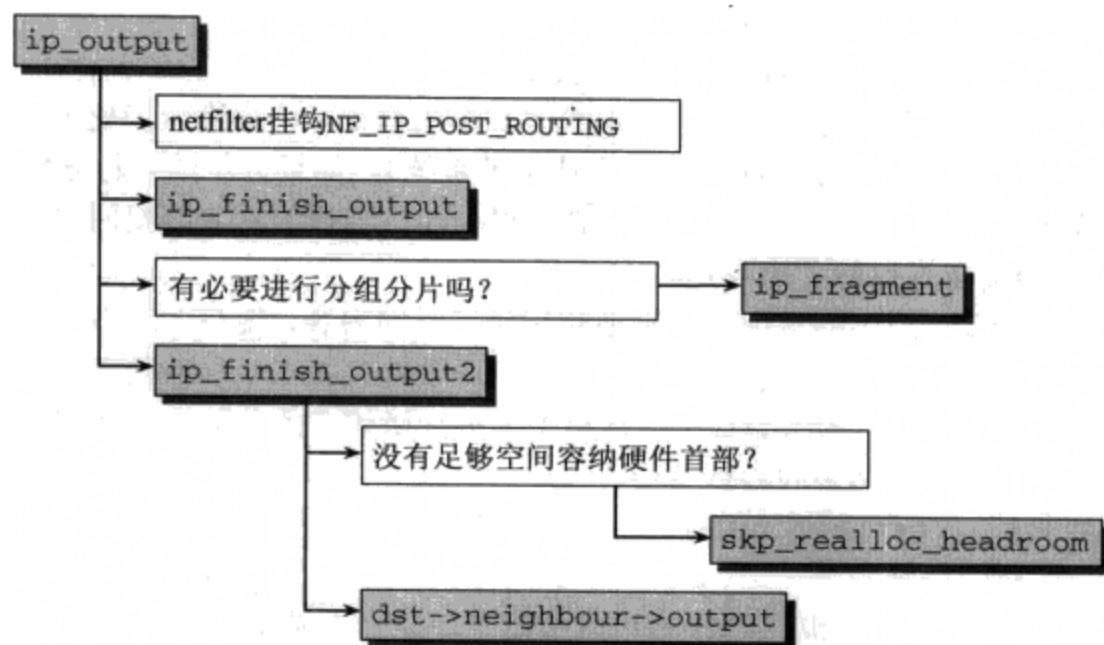 ip_output
netfilter挂钩NF_IP_POST_ROUTING
ip_finish_output
有必要进行分组分片吗？
ip_fragment
ip_finish_output2
没有足够空间容纳硬件首部？
skp_realloc_headroom
dst->neighbour->output